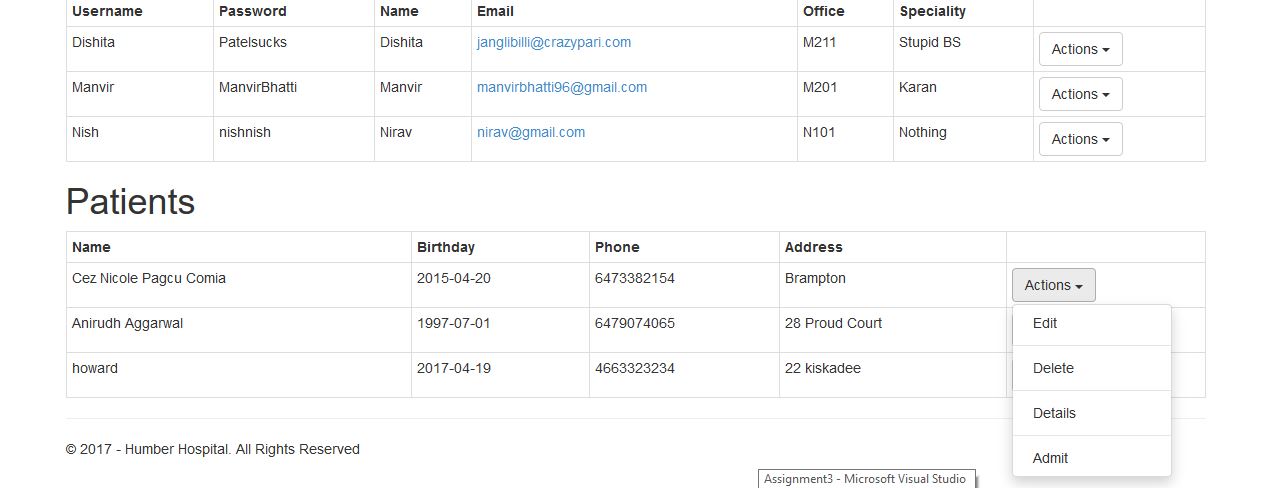 Username Password Name Email Office Speciality
Dishita Patelsucks Dishita janglibilli@crazypari.com M211 Stupid BS Actions
Manvir ManvirBhatti Manvir manvirbhatti96@gmail.com M201 Karan Actions
Nish nishnish Nirav nirav@gmail.com N101 Nothing Actions
Patients
Name Birthday Phone Address
Cez Nicole Pagcu Comia 2015-04-20 6473382154 Brampton Actions
Anirudh Aggarwal 1997-07-01 6479074065 28 Proud Court
howard 2017-04-19 4663323234 22 kiskadee
Edit
Delete
Details
Admit
© 2017 - Humber Hospital. All Rights Reserved
Assignment3 - Microsoft Visual Studio